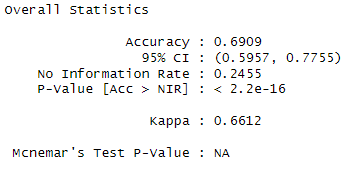 Overall Statistics
Accuracy : 0.6909
95% CI : (0.5957, 0.7755)
No Information Rate : 0.2455
P-Value [Acc > NIR] : < 2.2e-16
Kappa : 0.6612
Mcnemar's Test P-Value : NA